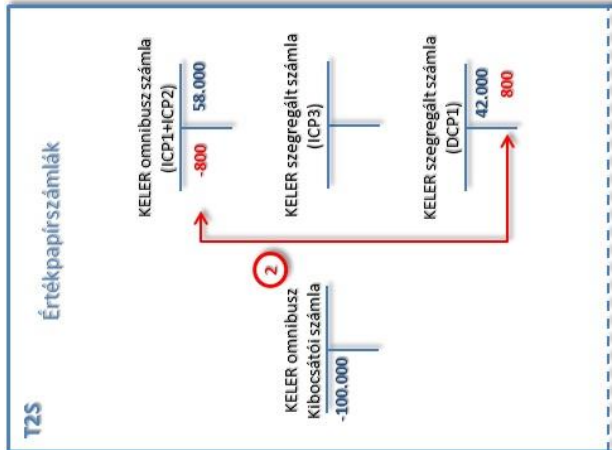 T2S
Értékpapírszámlák
KELER omnibusz
Kibocsátói számla
-100.000
2
KELER omnibusz számla
(ICP1+ICP2)
-800
58.000
KELER szegregált számla
(ICP3)
KELER szegregált számla
(DCP1)
42.000
800